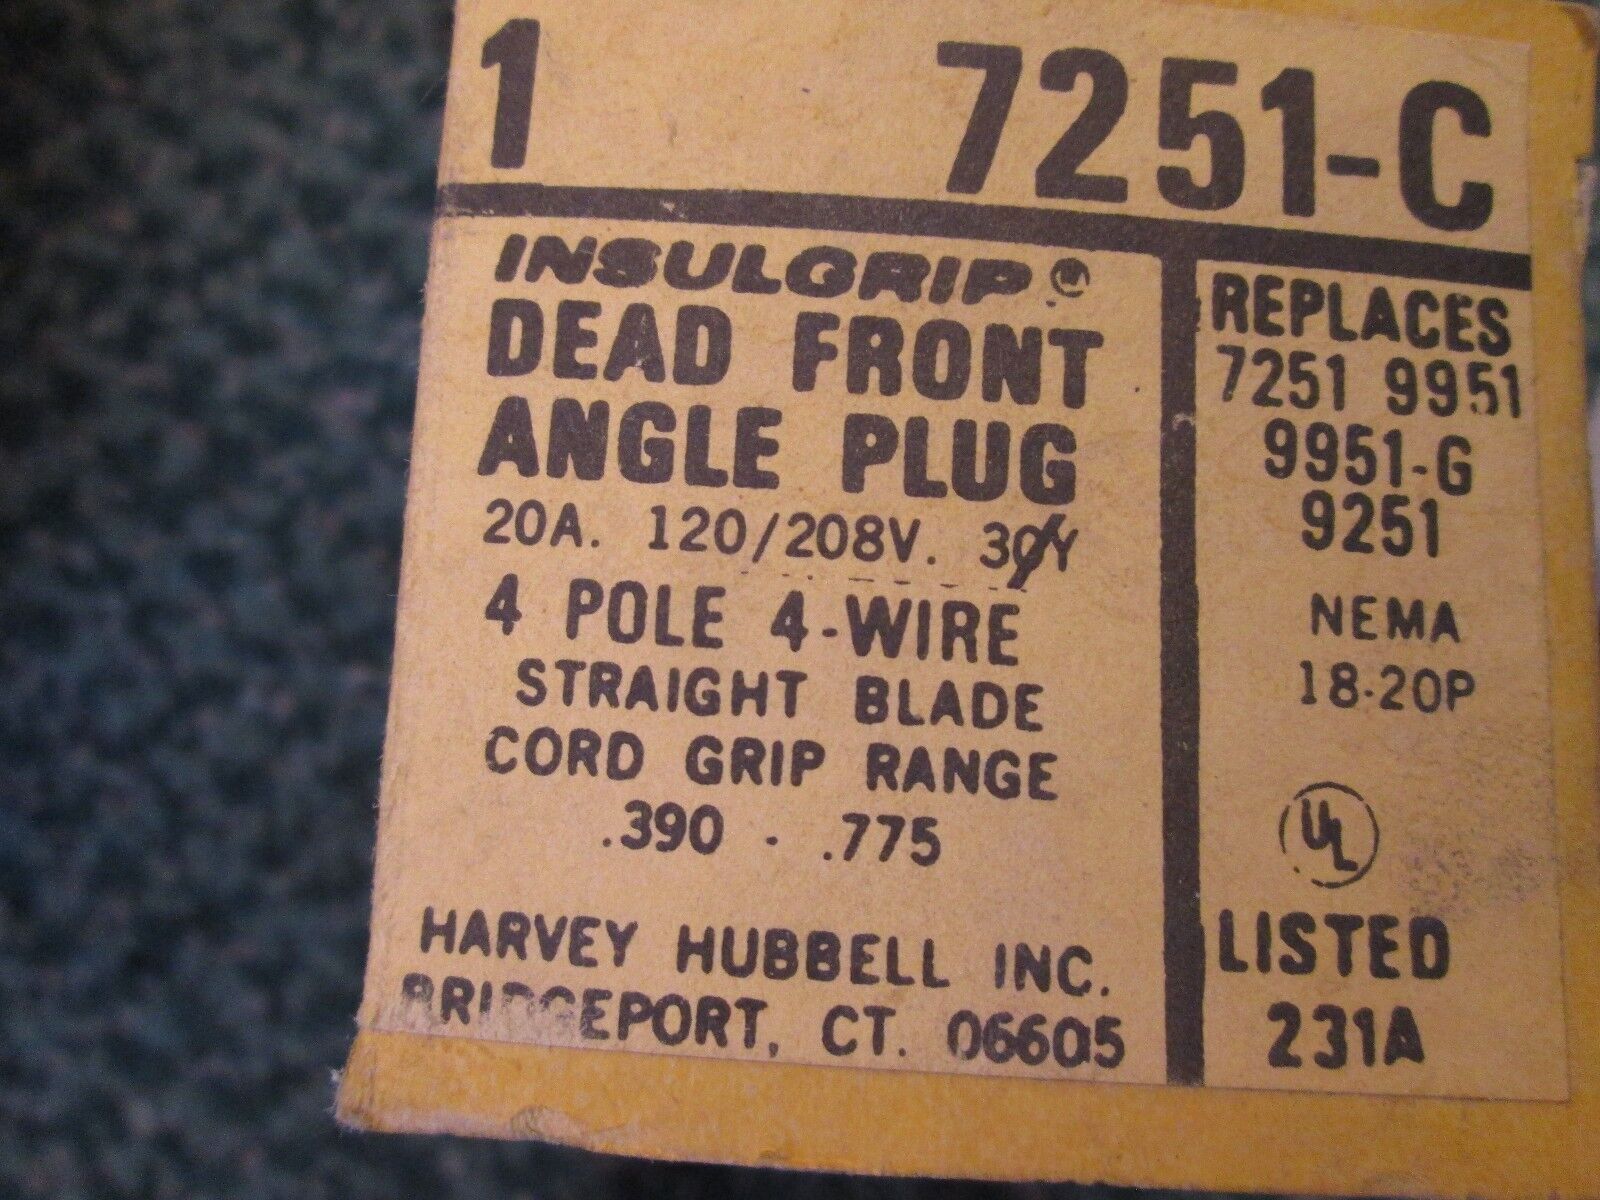 1 7251-C
INSULGRIP
DEAD FRONT
ANGLE PLUG
20A. 120/208V. 3ØY
4 POLE 4-WIRE
STRAIGHT BLADE
CORD GRIP RANGE
.390 - .775
HARVEY HUBBELL INC.
BRIDGEPORT, CT. 06605
REPLACES
7251 9951
9951-G
9251
NEMA
18-20P
UL
LISTED
231A